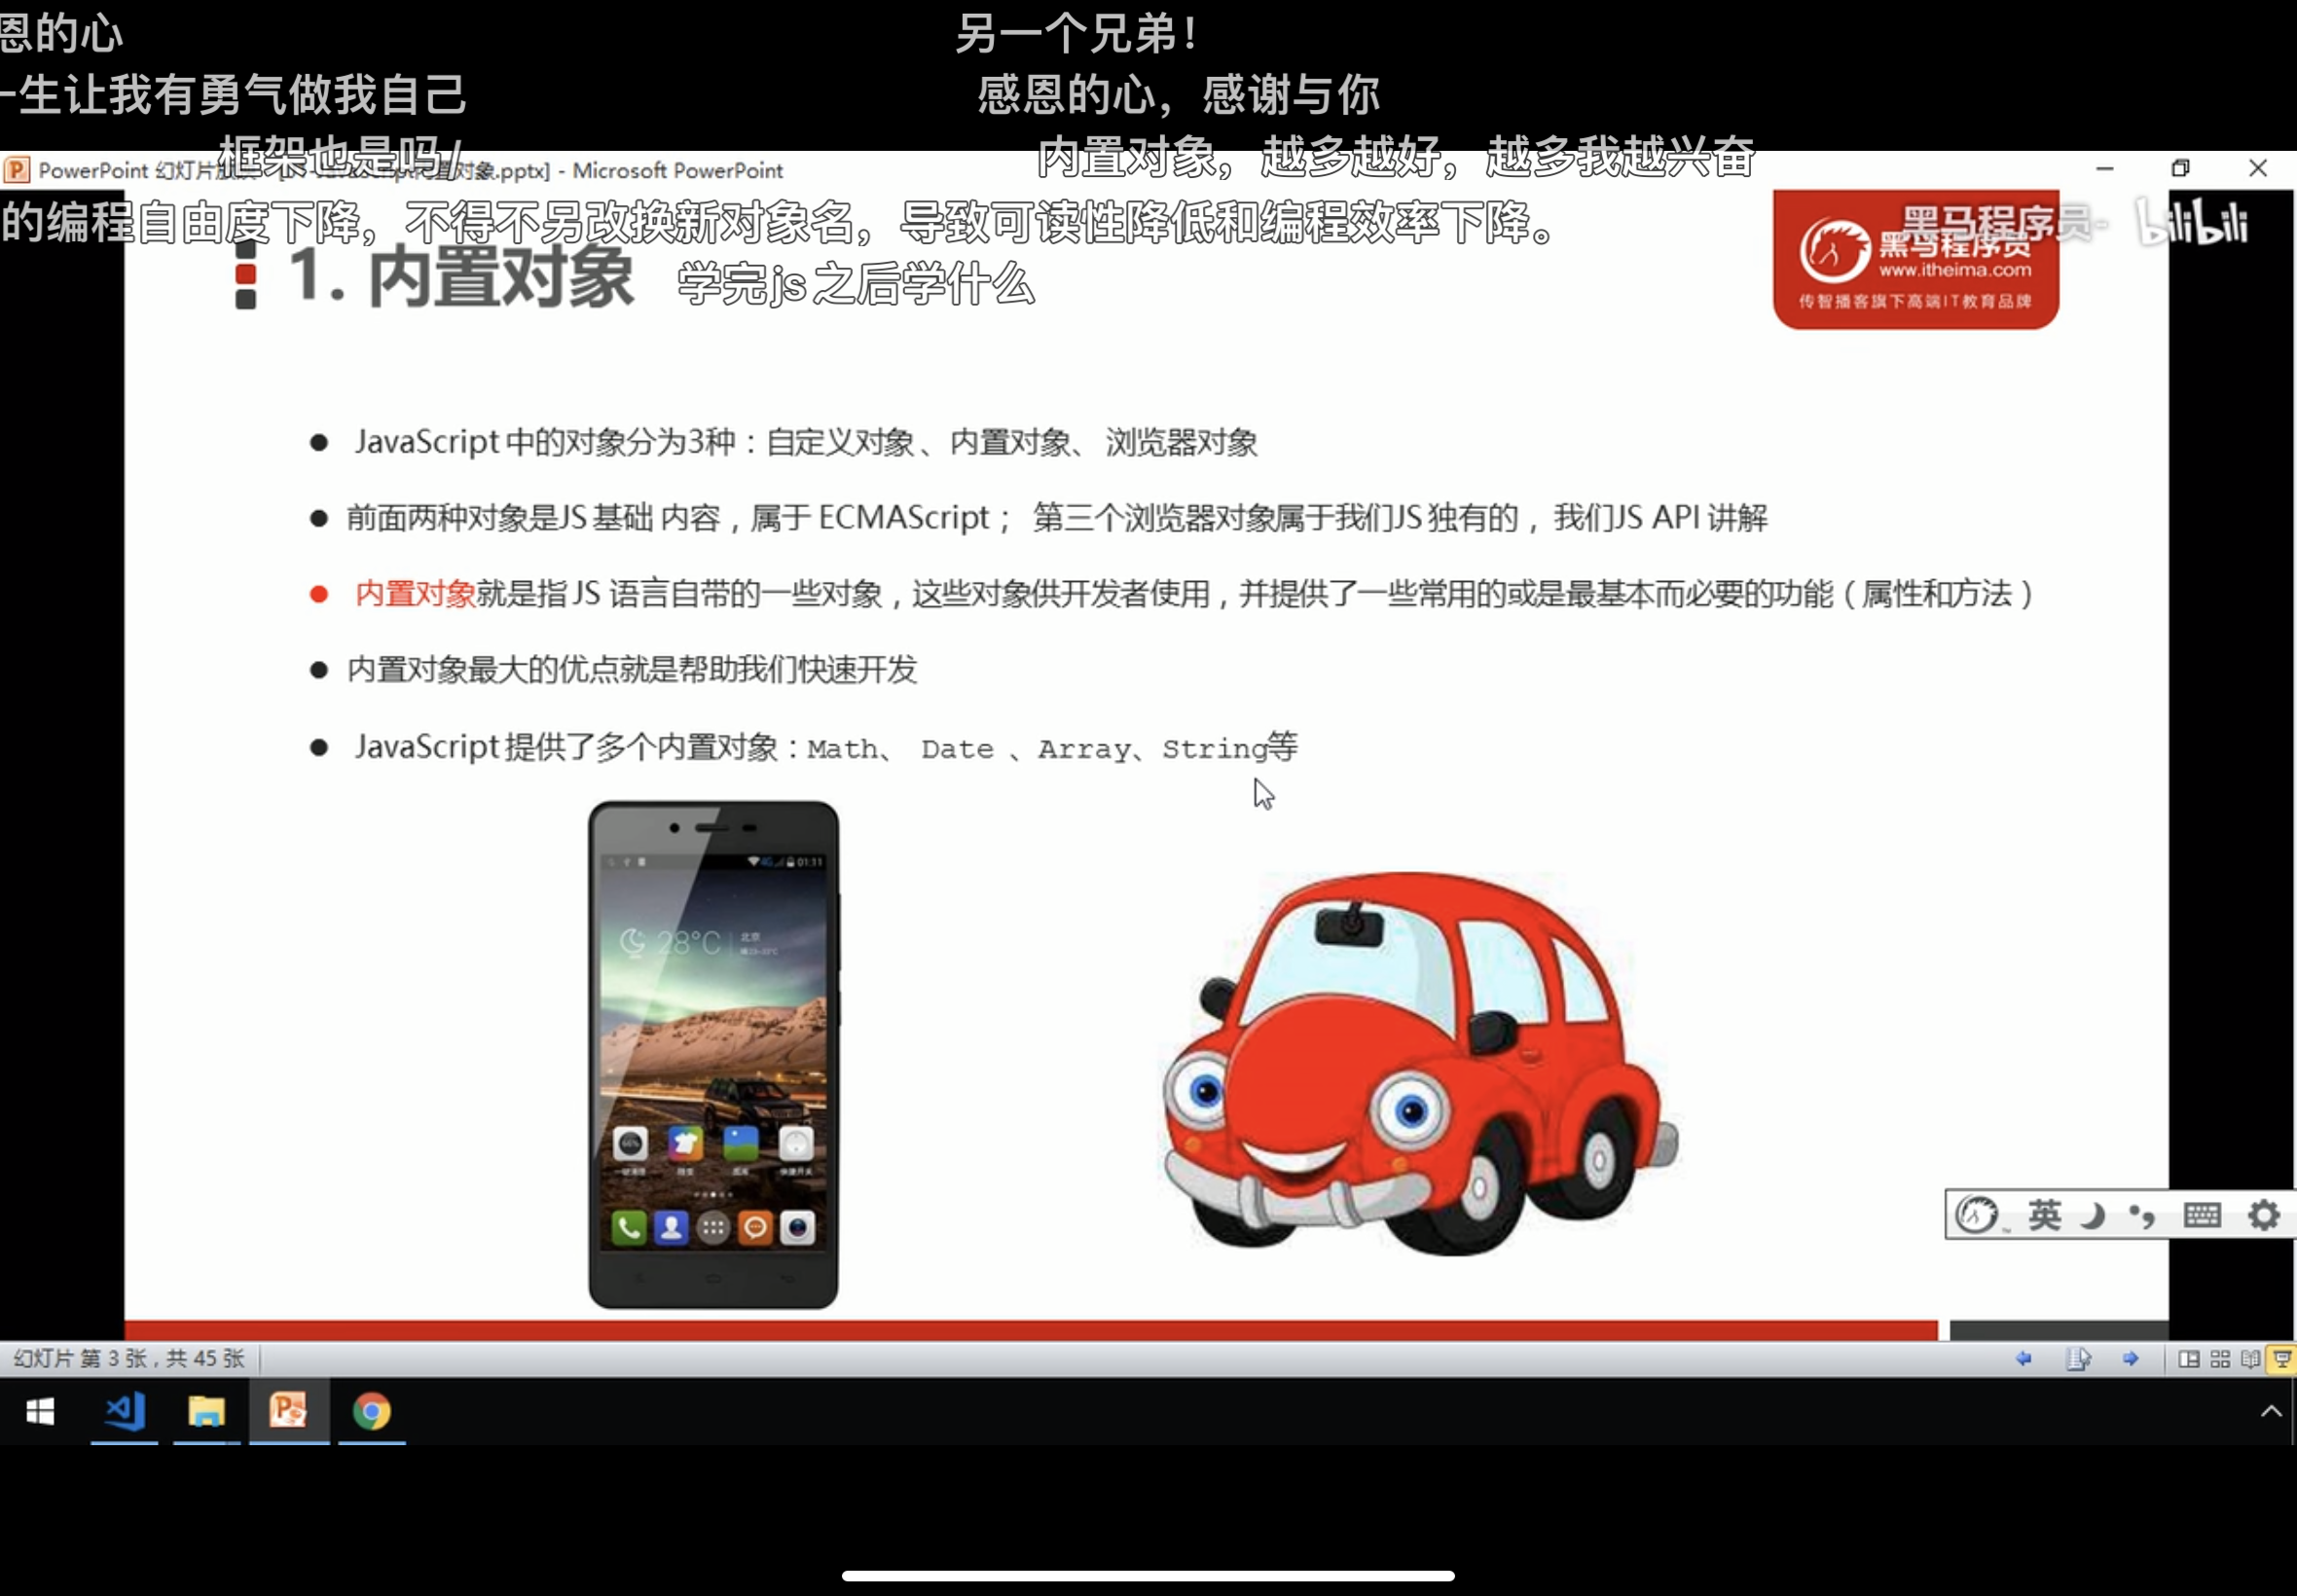 恩的心
另一个兄弟！
一生让我有勇气做我自己
感恩的心，感谢与你
框架也是吗/
内置对象，越多越好，越多我越兴奋
PowerPoint 幻灯片 对象.pptx] - Microsoft PowerPoint
的编程自由度下降，不得不另改换新对象名，导致可读性降低和编程效率下降。
黑马程序员-
bilibili
黑马程序员
www.itheima.com
传智播客旗下高端IT教育品牌
1. 内置对象
学完js之后学什么
JavaScript 中的对象分为3种：自定义对象 、内置对象、 浏览器对象
前面两种对象是JS 基础 内容，属于 ECMAScript； 第三个浏览器对象属于我们JS 独有的， 我们JS API 讲解
内置对象就是指 JS 语言自带的一些对象，这些对象供开发者使用，并提供了一些常用的或是最基本而必要的功能（属性和方法）
内置对象最大的优点就是帮助我们快速开发
JavaScript 提供了多个内置对象：Math、 Date 、Array、String等
01:11
28°C
北京
英
幻灯片 第 3 张，共 45 张